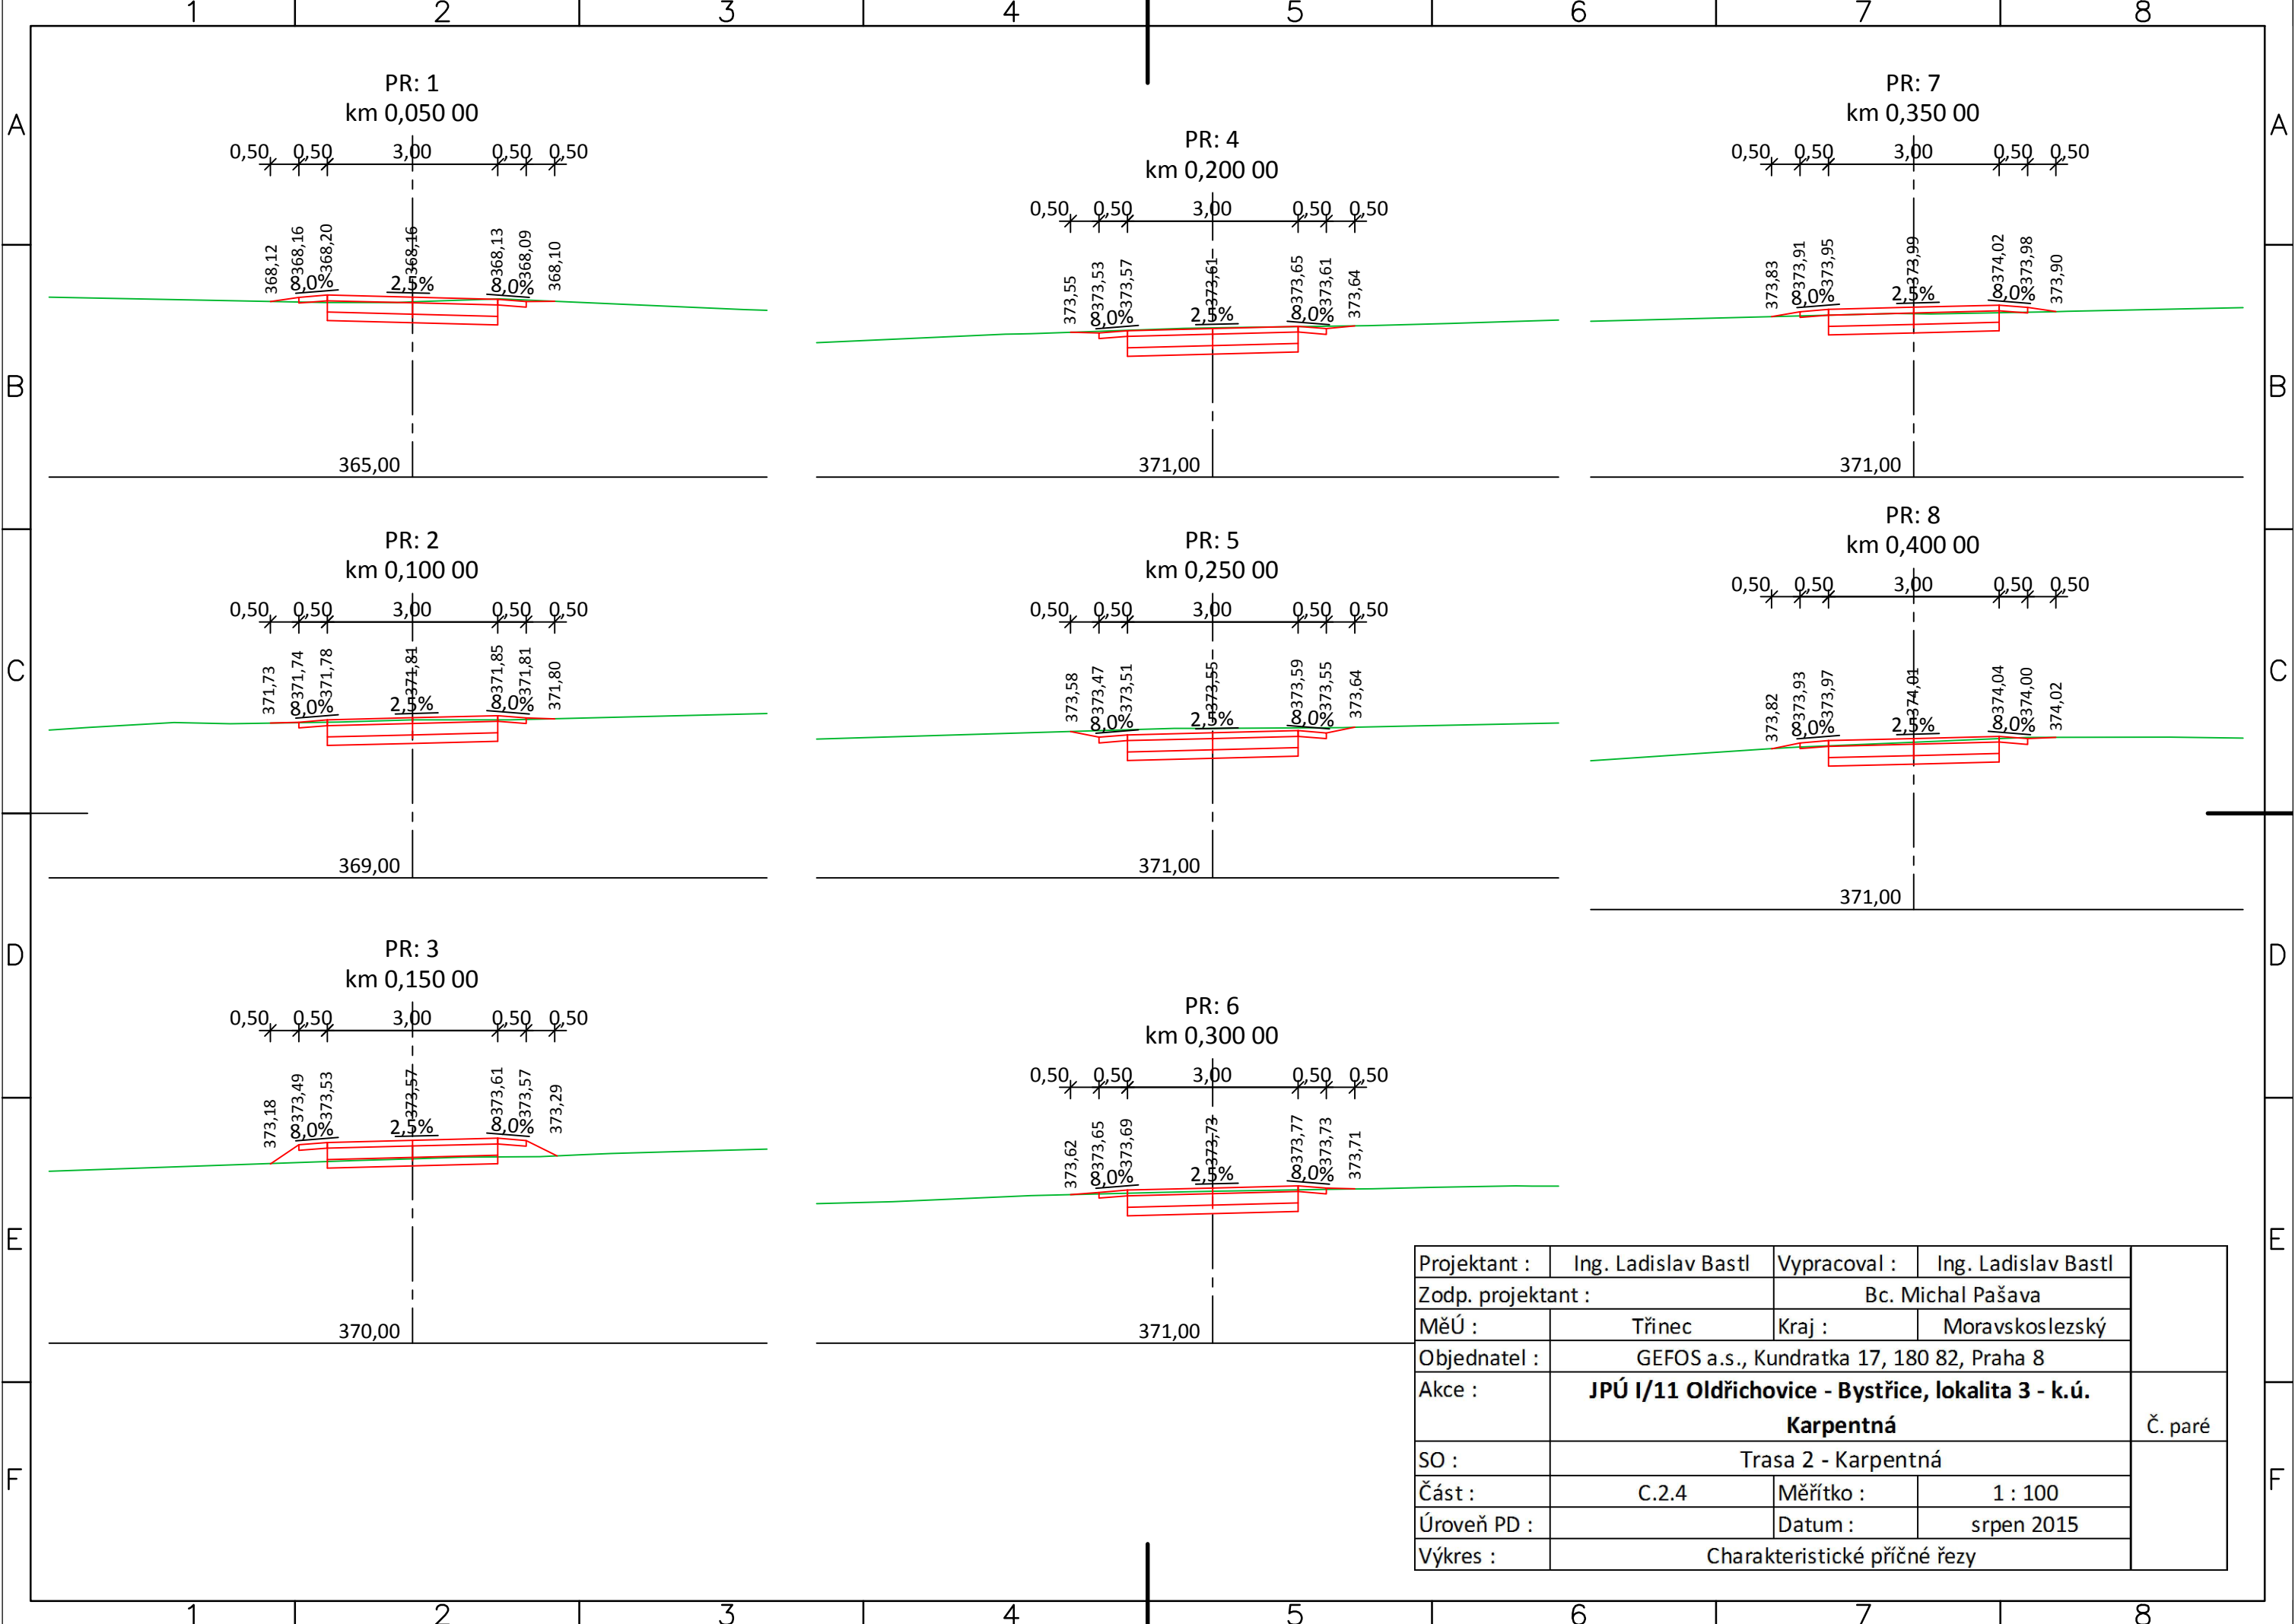 1 2 3 4 5 6 7 8
A A
B B
C C
D D
E E
F F
PR: 1
km 0,050 00
0,50 0,50 3,00 0,50 0,50
368,12 368,16 368,20 368,16 368,13 368,09 368,10
8,0% 2,5% 8,0%
365,00
PR: 2
km 0,100 00
0,50 0,50 3,00 0,50 0,50
371,73 371,74 371,78 371,81 371,85 371,81 371,80
8,0% 2,5% 8,0%
369,00
PR: 3
km 0,150 00
0,50 0,50 3,00 0,50 0,50
373,18 373,49 373,53 373,57 373,61 373,57 373,29
8,0% 2,5% 8,0%
370,00
PR: 4
km 0,200 00
0,50 0,50 3,00 0,50 0,50
373,55 373,53 373,57 373,61 373,65 373,61 373,64
8,0% 2,5% 8,0%
371,00
PR: 5
km 0,250 00
0,50 0,50 3,00 0,50 0,50
373,58 373,47 373,51 373,55 373,59 373,55 373,64
8,0% 2,5% 8,0%
371,00
PR: 6
km 0,300 00
0,50 0,50 3,00 0,50 0,50
373,62 373,65 373,69 373,73 373,77 373,73 373,71
8,0% 2,5% 8,0%
371,00
PR: 7
km 0,350 00
0,50 0,50 3,00 0,50 0,50
373,83 373,91 373,95 373,99 374,02 373,98 373,90
8,0% 2,5% 8,0%
371,00
PR: 8
km 0,400 00
0,50 0,50 3,00 0,50 0,50
373,82 373,93 373,97 374,01 374,04 374,00 374,02
8,0% 2,5% 8,0%
371,00
Projektant : Ing. Ladislav Bastl Vypracoval : Ing. Ladislav Bastl
Zodp. projektant : Bc. Michal Pašava
MěÚ : Třinec Kraj : Moravskoslezský
Objednatel : GEFOS a.s., Kundratka 17, 180 82, Praha 8
Akce : JPÚ I/11 Oldřichovice - Bystřice, lokalita 3 - k.ú.
Karpentná
Č. paré
SO : Trasa 2 - Karpentná
Část : C.2.4 Měřítko : 1 : 100
Úroveň PD : Datum : srpen 2015
Výkres : Charakteristické příčné řezy
1 2 3 4 5 6 7 8